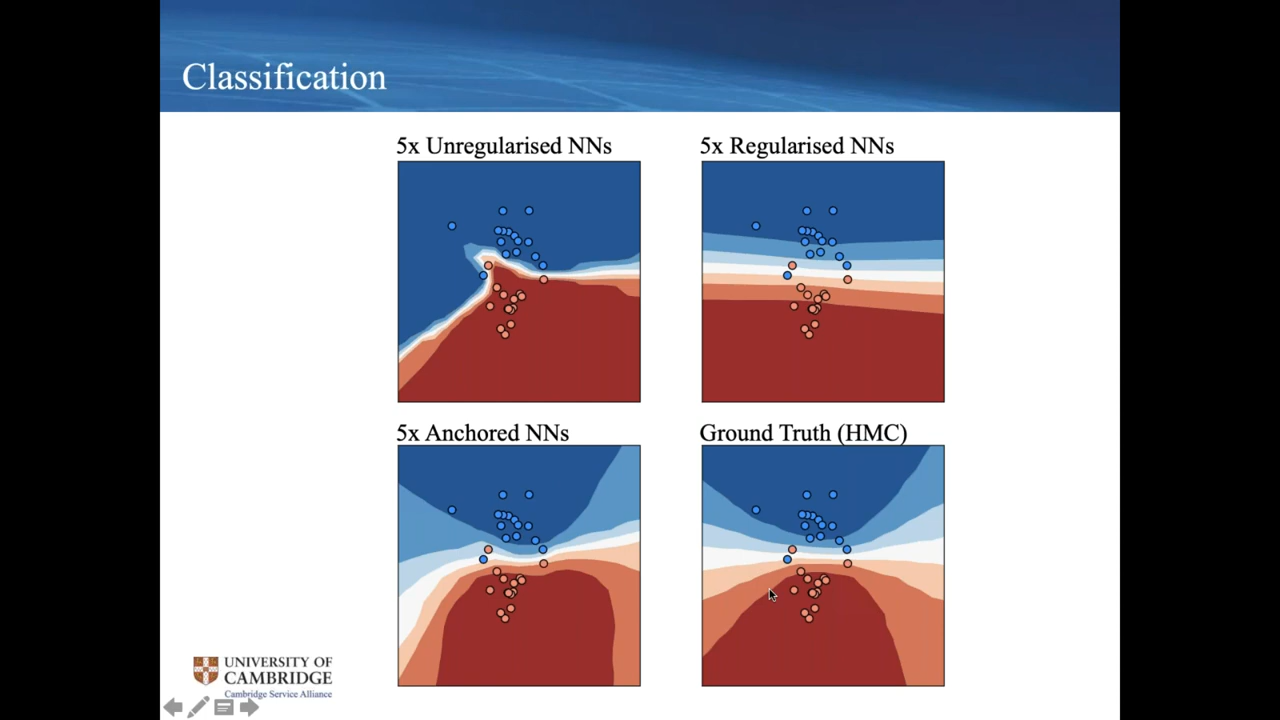 Classification
5x Unregularised NNs
5x Regularised NNs
5x Anchored NNs
Ground Truth (HMC)
UNIVERSITY OF
CAMBRIDGE
Cambridge Service Alliance